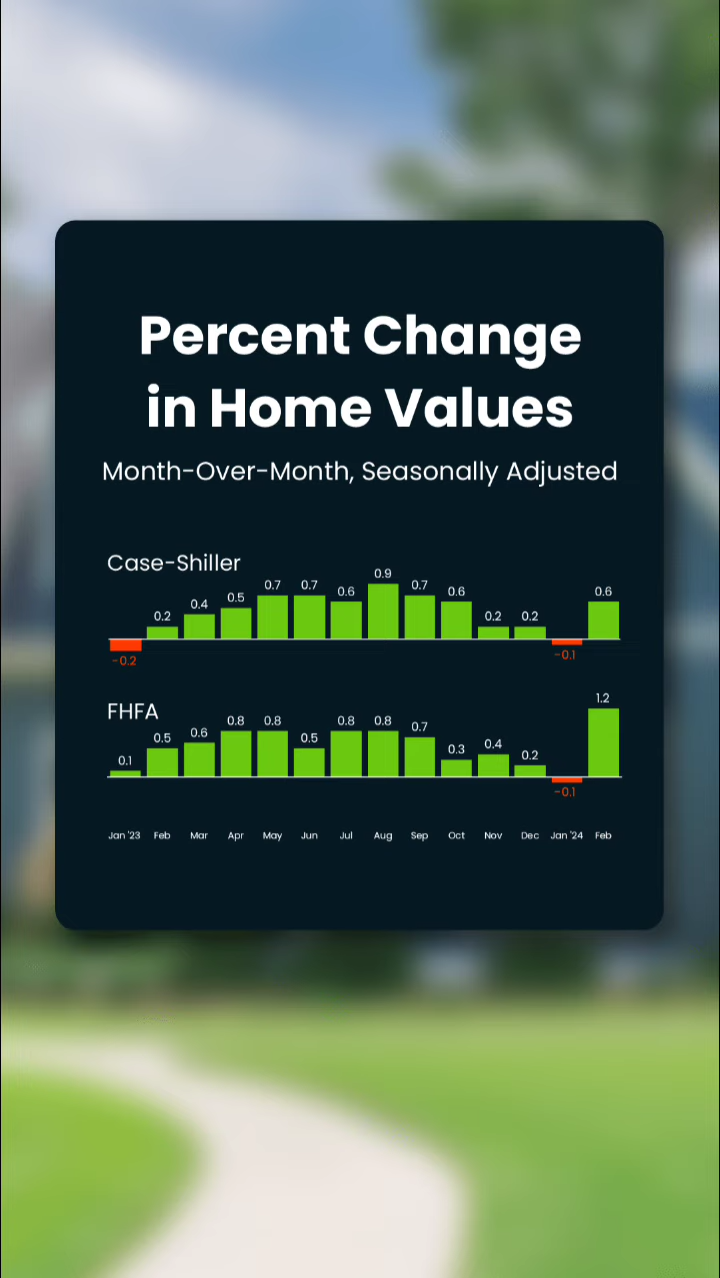 Percent Change
in Home Values
Month-Over-Month, Seasonally Adjusted
Case-Shiller
-0.2 0.2 0.4 0.5 0.7 0.7 0.6 0.9 0.7 0.6 0.2 0.2 -0.1 0.6
FHFA
0.1 0.5 0.6 0.8 0.8 0.5 0.8 0.8 0.7 0.3 0.4 0.2 -0.1 1.2
Jan '23 Feb Mar Apr May Jun Jul Aug Sep Oct Nov Dec Jan '24 Feb